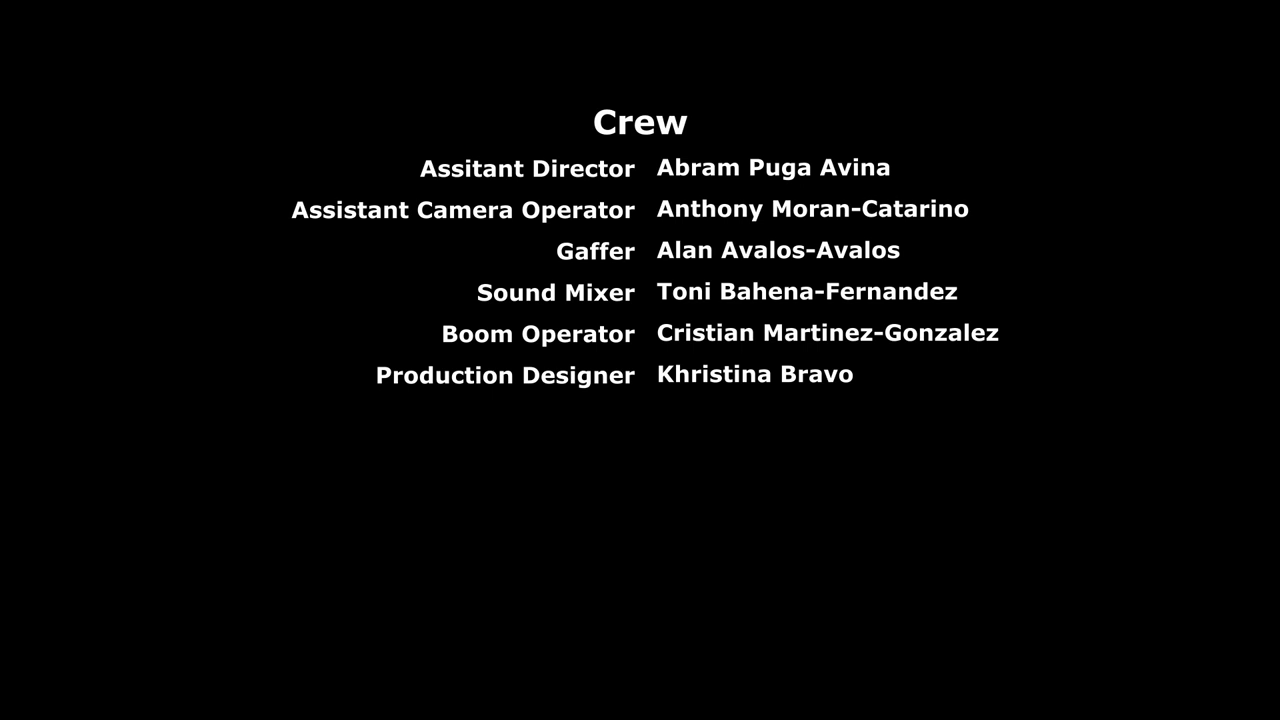 Crew
Assitant Director Abram Puga Avina
Assistant Camera Operator Anthony Moran-Catarino
Gaffer Alan Avalos-Avalos
Sound Mixer Toni Bahena-Fernandez
Boom Operator Cristian Martinez-Gonzalez
Production Designer Khristina Bravo